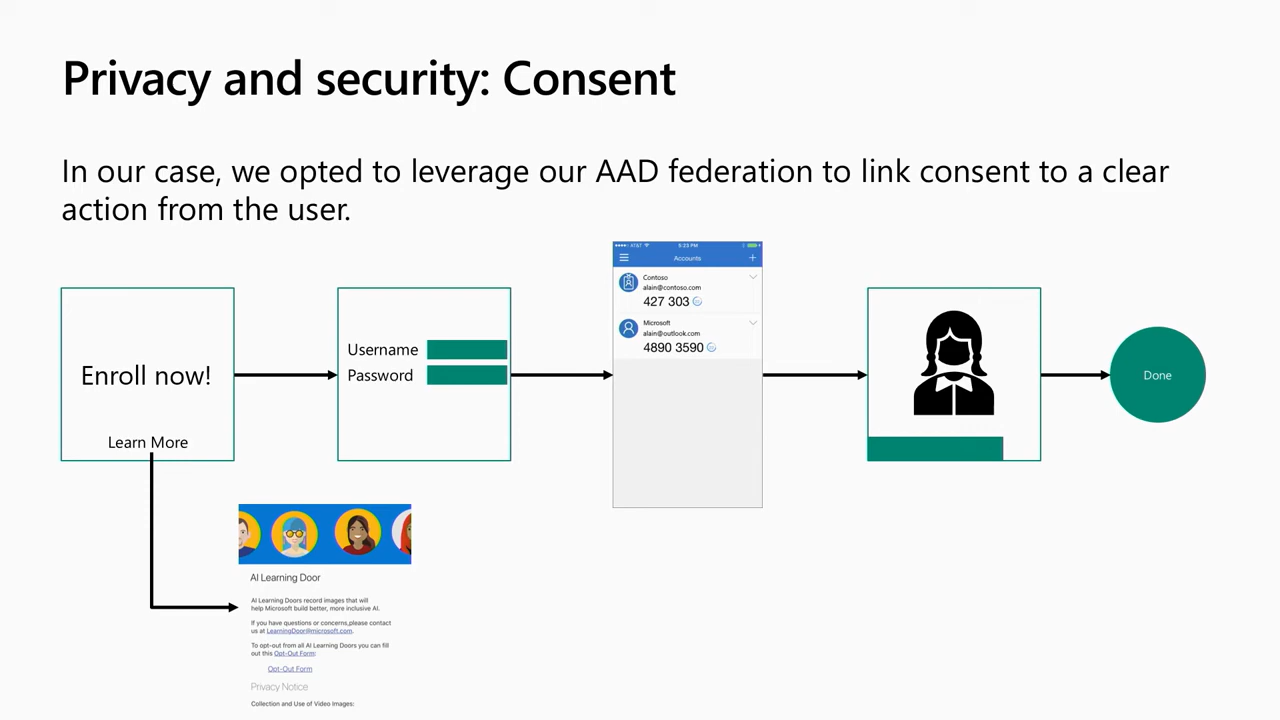 Privacy and security: Consent
In our case, we opted to leverage our AAD federation to link consent to a clear
action from the user.
Enroll now!
Learn More
Username
Password
AT&T
5:23 PM
Accounts
Contoso
alain@contoso.com
427 303
Microsoft
alain@outlook.com
4890 3590
Done
AI Learning Door
AI Learning Doors record images that will
help Microsoft build better, more inclusive AI.
If you have questions or concerns,please contact
us at LearningDoor@microsoft.com.
To opt-out from all AI Learning Doors you can fill
out this Opt-Out Form:
Opt-Out Form
Privacy Notice
Collection and Use of Video Images: